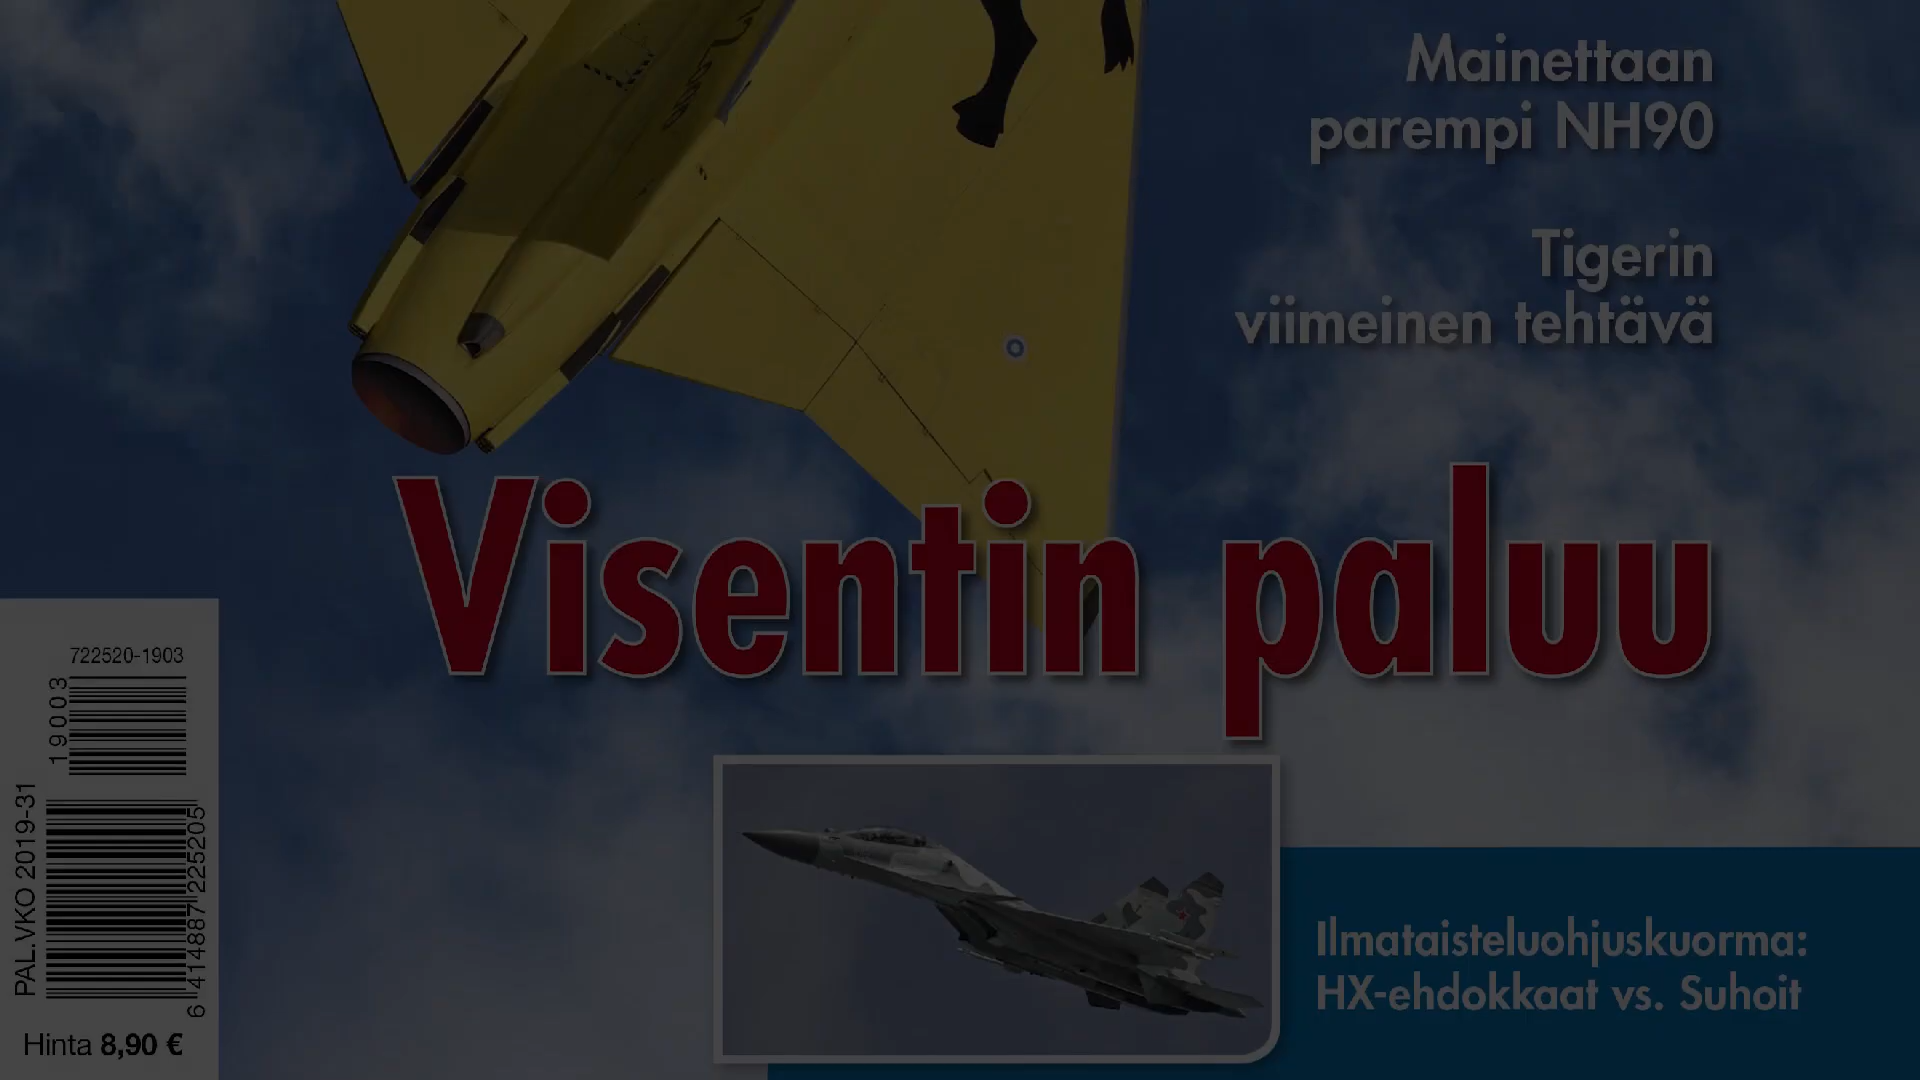 Mainettaan
parempi NH90
Tigerin
viimeinen tehtävä
Visentin paluu
722520-1903
19003
PAL.VKO 2019-31
6 414887 225205
Hinta 8,90 €
Ilmataisteluohjuskuorma:
HX-ehdokkaat vs. Suhoit